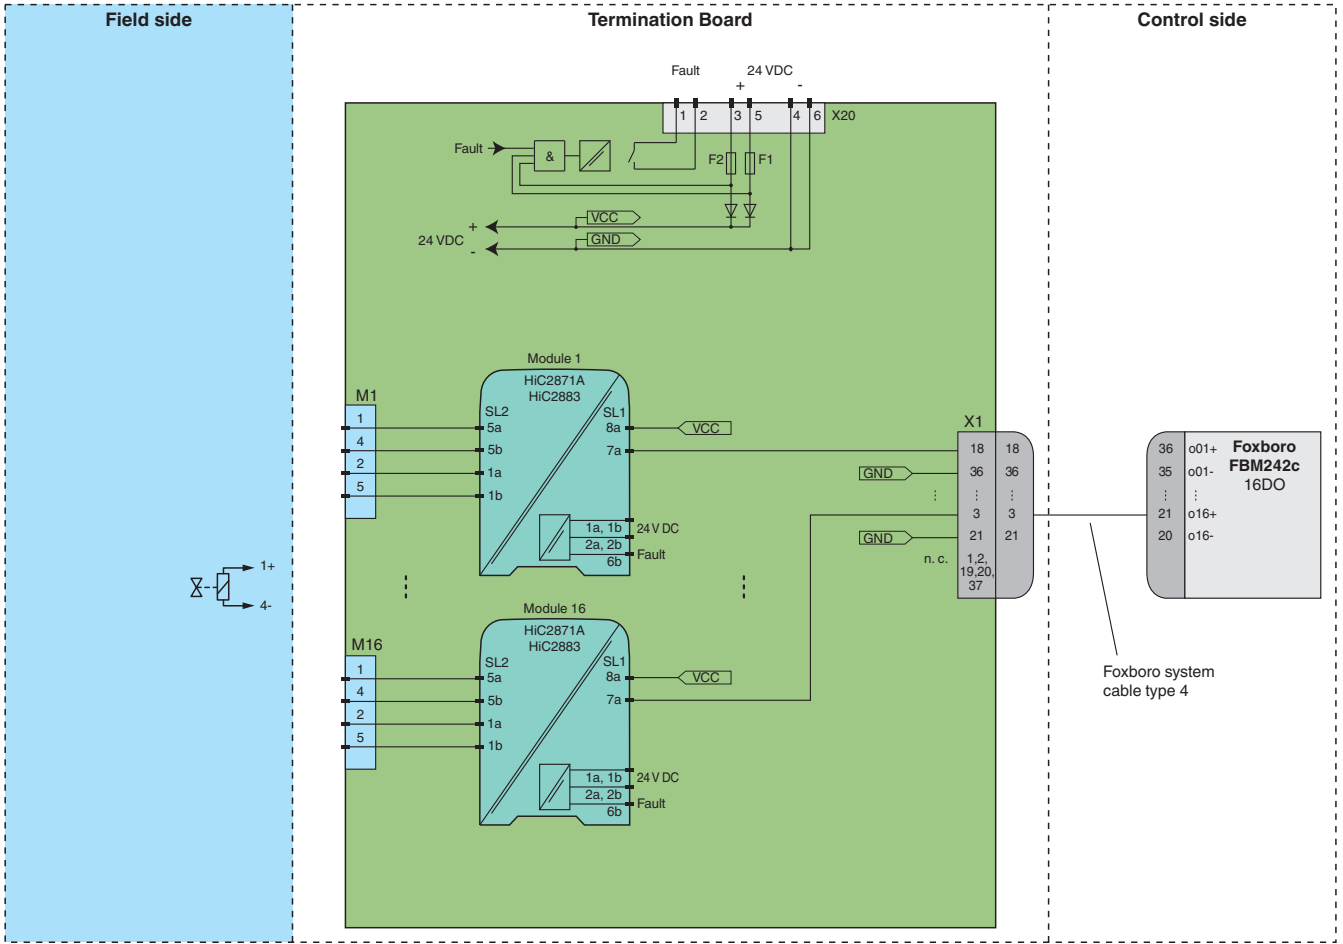 Field side
Termination Board
Control side
Fault
24 VDC
+
-
1 2 3 5 4 6 X20
Fault
&
F2
F1
VCC
+
24 VDC
-
GND
Module 1
HiC2871A
HiC2883
M1
1
4
2
5
SL2
5a
5b
1a
1b
SL1
8a
7a
VCC
1a, 1b
2a, 2b
6b
24 V DC
Fault
X1
18 18
GND
36 36
3 3
GND
21 21
n. c.
1,2,
19,20,
37
36 o01+
35 o01-
21 o16+
20 o16-
Foxboro
FBM242c
16DO
1+
4-
Module 16
HiC2871A
HiC2883
M16
1
4
2
5
SL2
5a
5b
1a
1b
SL1
8a
7a
VCC
1a, 1b
2a, 2b
6b
24 V DC
Fault
Foxboro system
cable type 4